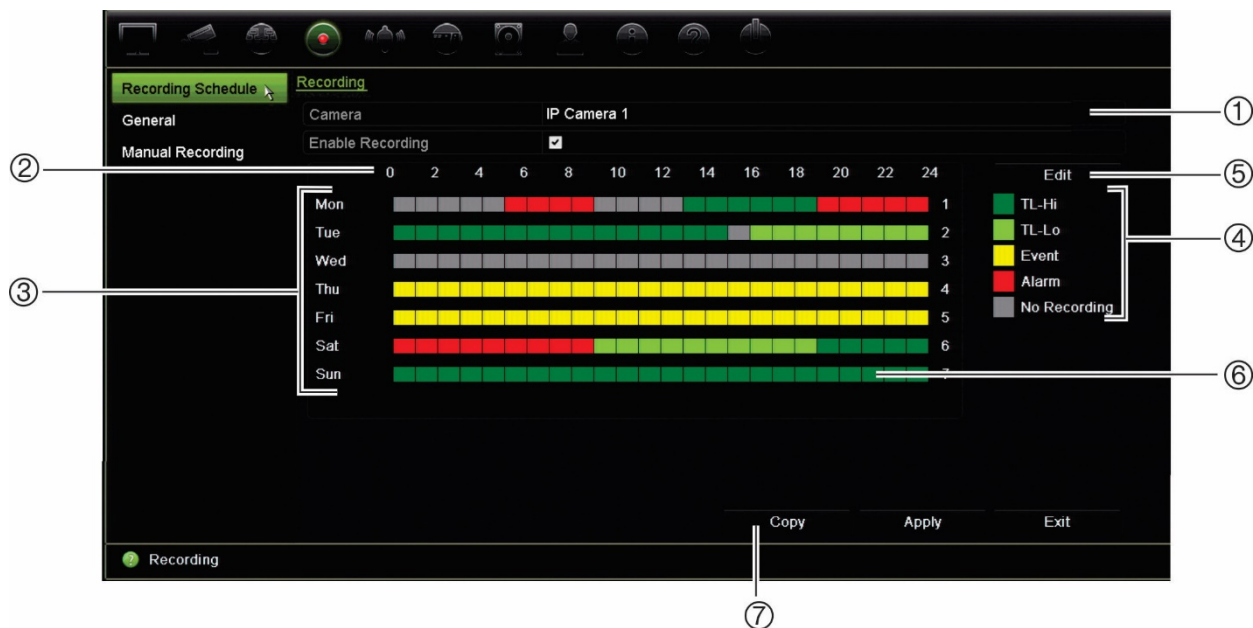 Recording Schedule
Recording
General
Camera
IP Camera 1
①
Manual Recording
Enable Recording
②
0 2 4 6 8 10 12 14 16 18 20 22 24
Edit
⑤
③
Mon 1
Tue 2
Wed 3
Thu 4
Fri 5
Sat 6
Sun
TL-Hi
TL-Lo
Event
Alarm
No Recording
④
⑥
Copy
Apply
Exit
? Recording
⑦